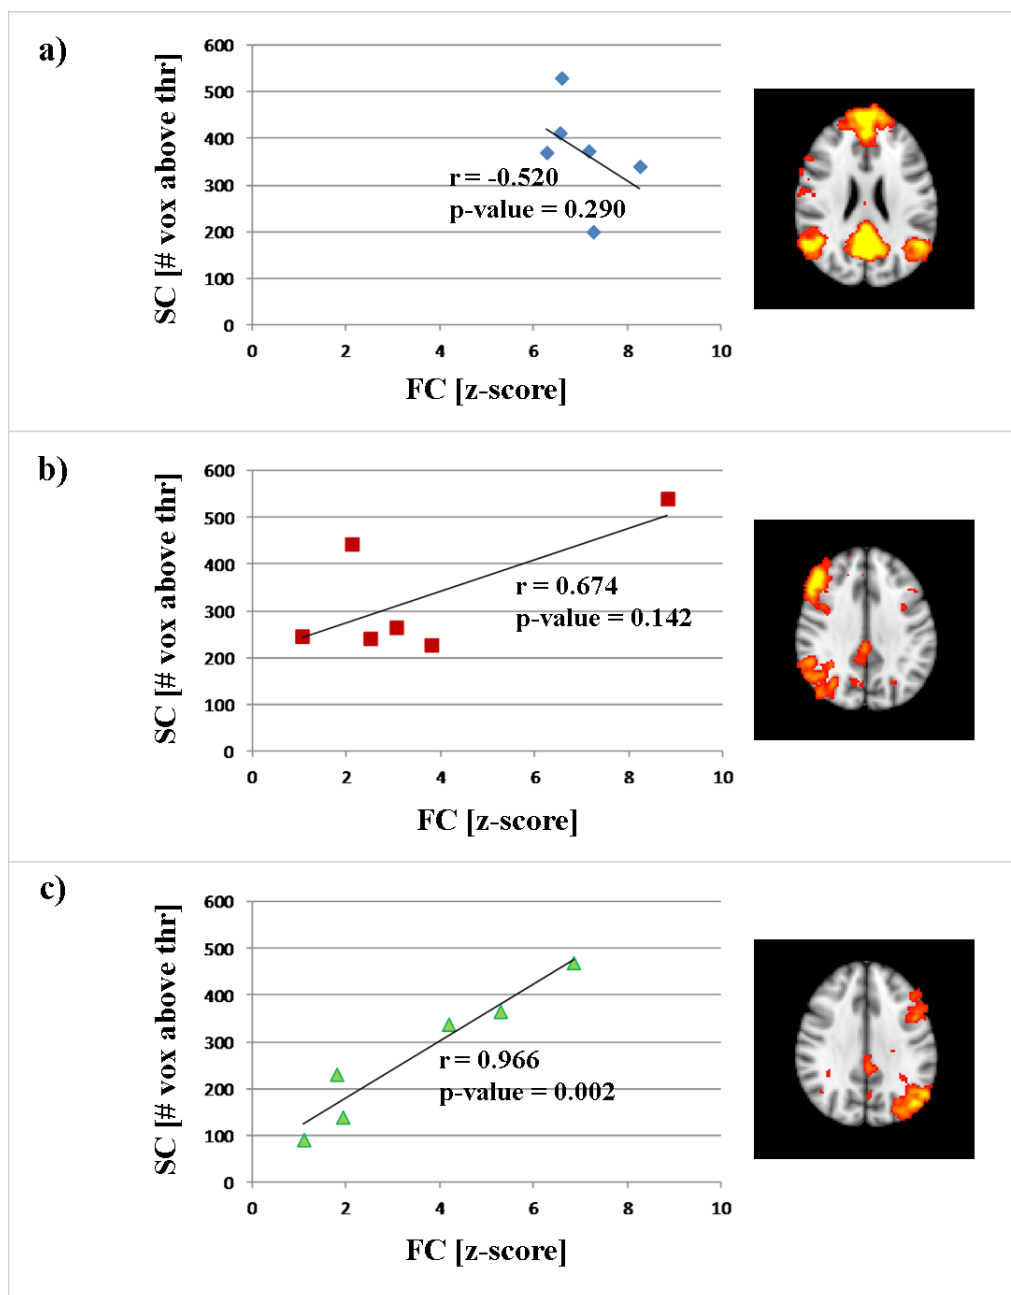 a)
SC [# vox above thr]
600
500
400
300
200
100
0
r = -0.520
p-value = 0.290
0 2 4 6 8 10
FC [z-score]
b)
SC [# vox above thr]
600
500
400
300
200
100
0
r = 0.674
p-value = 0.142
0 2 4 6 8 10
FC [z-score]
c)
SC [# vox above thr]
600
500
400
300
200
100
0
r = 0.966
p-value = 0.002
0 2 4 6 8 10
FC [z-score]